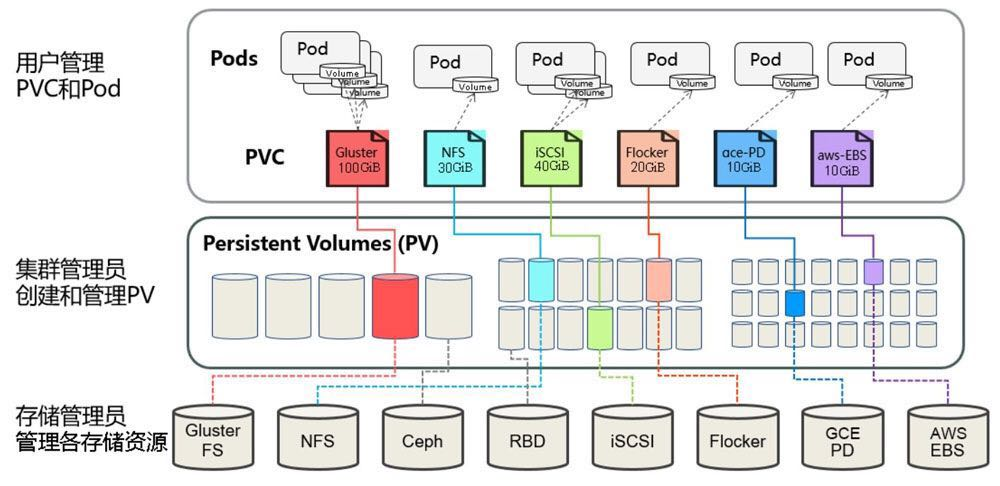 用户管理
PVC和Pod
Pods
Pod
Volume
Volume
Volume
Pod
Volume
Pod
Volume
Volume
Pod
Volume
Pod
Volume
Pod
Volume
PVC
Gluster
100GiB
NFS
30GiB
iSCSI
40GiB
Flocker
20GiB
ace-PD
10GiB
aws-EBS
10GiB
集群管理员
创建和管理PV
Persistent Volumes (PV)
存储管理员
管理各存储资源
Gluster
FS
NFS
Ceph
RBD
iSCSI
Flocker
GCE
PD
AWS
EBS